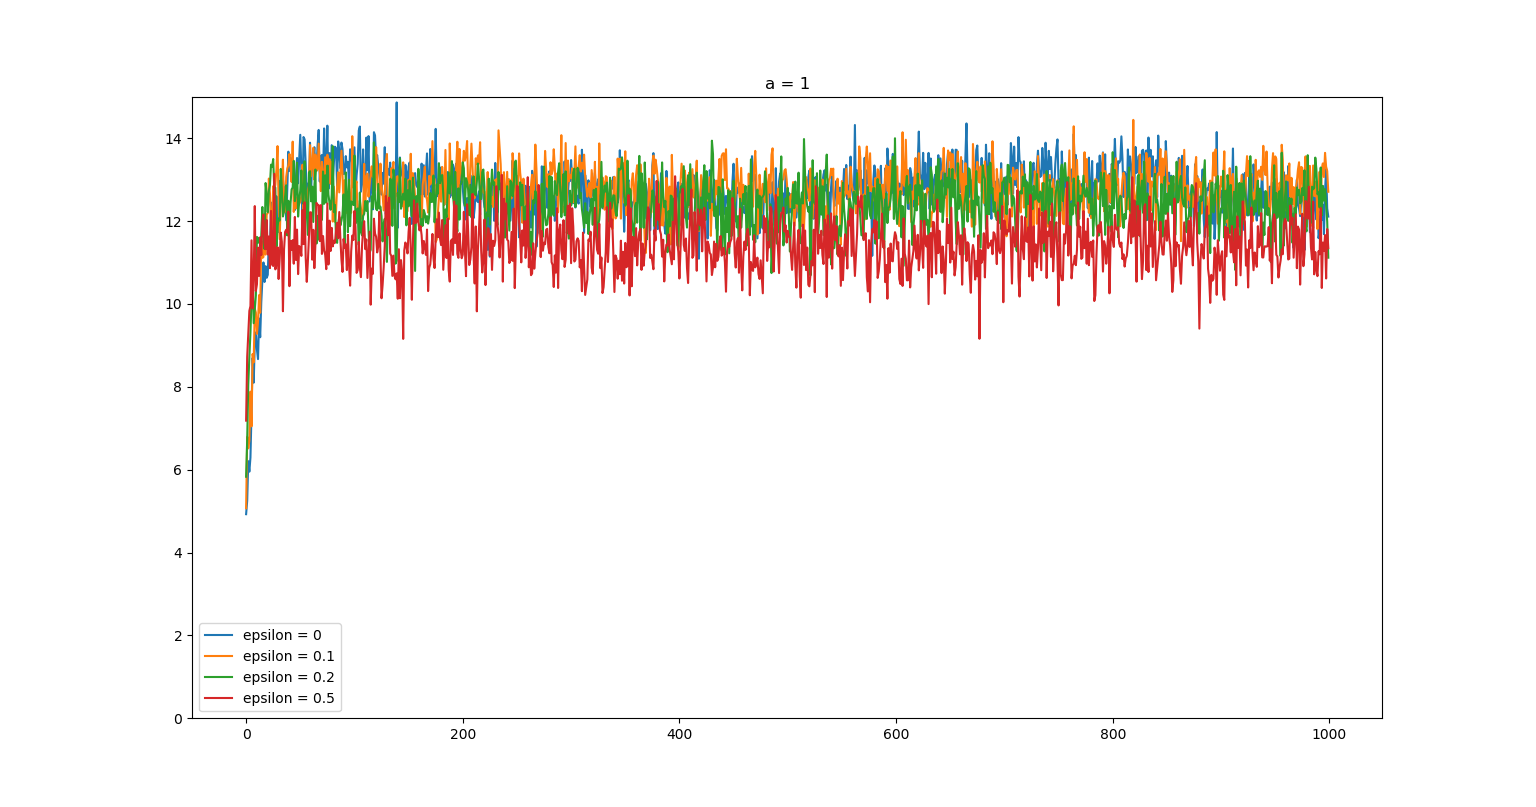 a = 1
14
12
10
8
6
4
2
0
epsilon = 0
epsilon = 0.1
epsilon = 0.2
epsilon = 0.5
0 200 400 600 800 1000